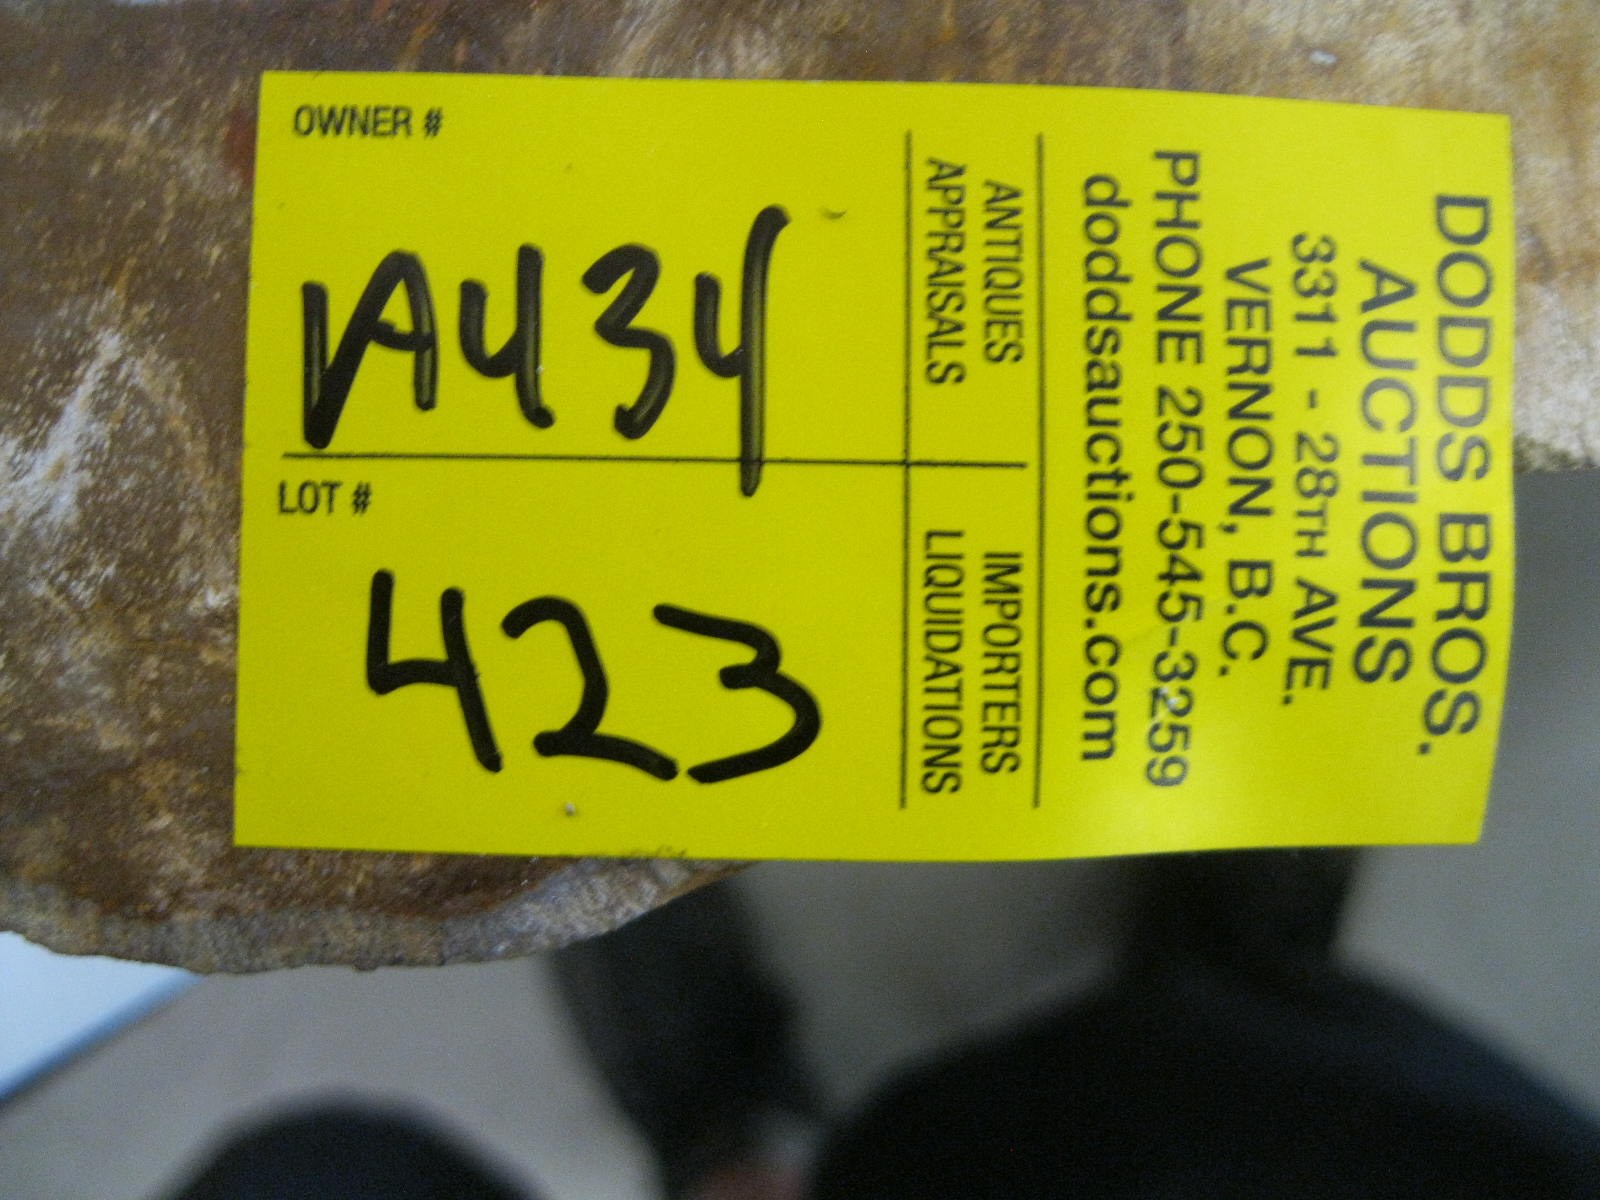 DODDS BROS.
AUCTIONS
3311 - 28TH AVE.
VERNON, B.C.
PHONE 250-545-3259
doddsauctions.com
ANTIQUES
APPRAISALS
IMPORTERS
LIQUIDATIONS
OWNER #
A434
LOT #
423